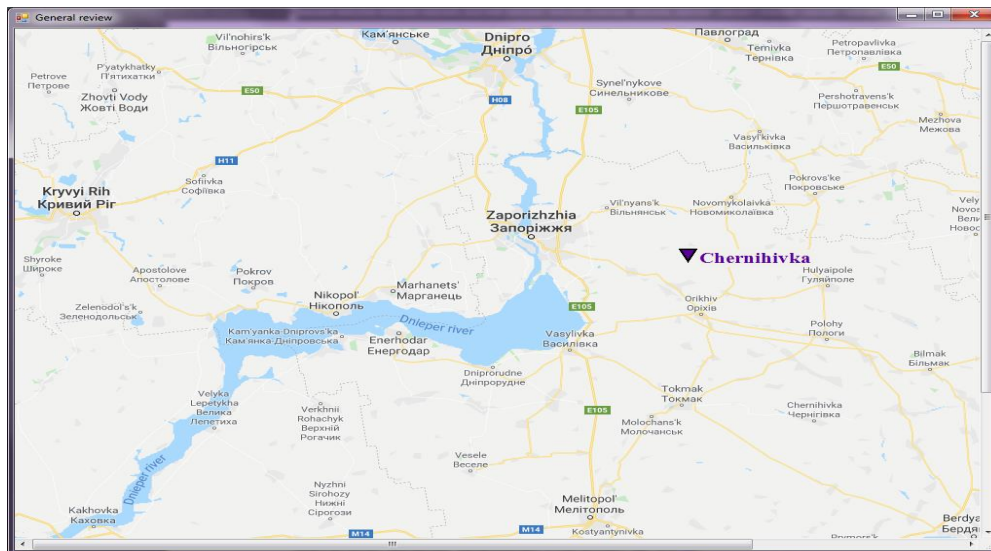 General review
Vil'nohirs'k
Вільногірськ
Кам'янське
Dnipro
Дніпро́
Павлоград
Temivka
Тернівка
Petropavlivka
Петропавлівка
E50
P'yatykhatky
П'ятихатки
Petrove
Петрове
Zhovti Vody
Жовті Води
E50
H08
E105
Synel'nykove
Синельникове
Pershotravens'k
Першотравенськ
Mezhova
Межова
Vasyl'kivka
Васильківка
H11
Sofiivka
Софіївка
Kryvyi Rih
Кривий Ріг
Pokrovs'ke
Покровське
Vil'nyans'k
Вільнянськ
Novomykolaivka
Новомиколаївка
Zaporizhzhia
Запоріжжя
Chernihivka
Shyroke
Широке
Apostolove
Апостолове
Pokrov
Покров
Marhanets'
Марганець
Nikopol'
Нікополь
Hulyaipole
Гуляйполе
Orikhiv
Оріхів
E105
Zelenodol's'k
Зеленодольськ
Kam'yanka-Dniprovs'ka
Кам'янка-Дніпровська
Dnieper river
Enerhodar
Енергодар
Vasylivka
Василівка
Polohy
Пологи
Bilmak
Більмак
Dniprorudne
Дніпрорудне
Tokmak
Токмак
Velyka
Lepetykha
Велика
Лепетиха
Verkhnii
Rohachyk
Верхній
Рогачик
E105
Molochans'k
Молочанськ
Chernihivka
Чернігівка
Vesele
Веселе
Dnieper river
Nyzhni
Sirohozy
Нижні
Сірогози
Melitopol'
Мелітополь
Kakhovka
Каховка
M14
M14
Kostyantynivka